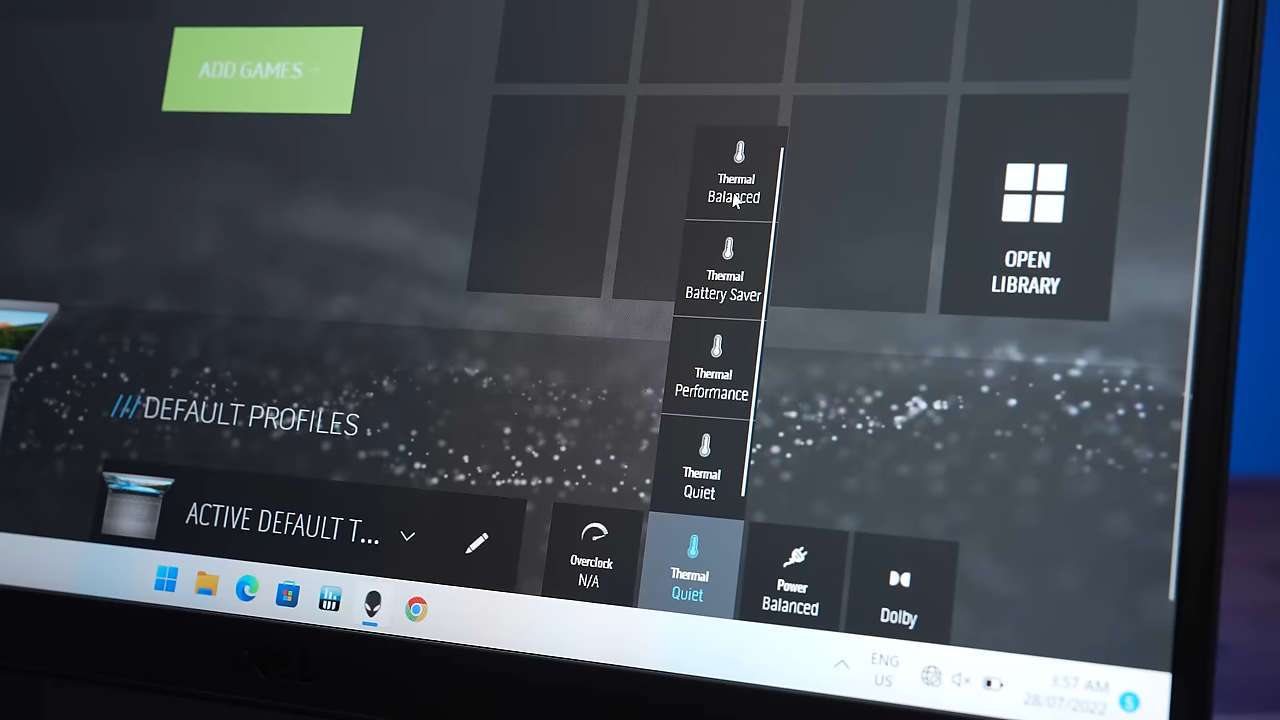 ADD GAMES +
Thermal
Balanced
Thermal
Battery Saver
Thermal
Performance
Thermal
Quiet
OPEN
LIBRARY
/// DEFAULT PROFILES
ACTIVE DEFAULT T...
Overclock
N/A
Thermal
Quiet
Power
Balanced
Dolby
ENG
US
3:57 AM
28/07/2022
5